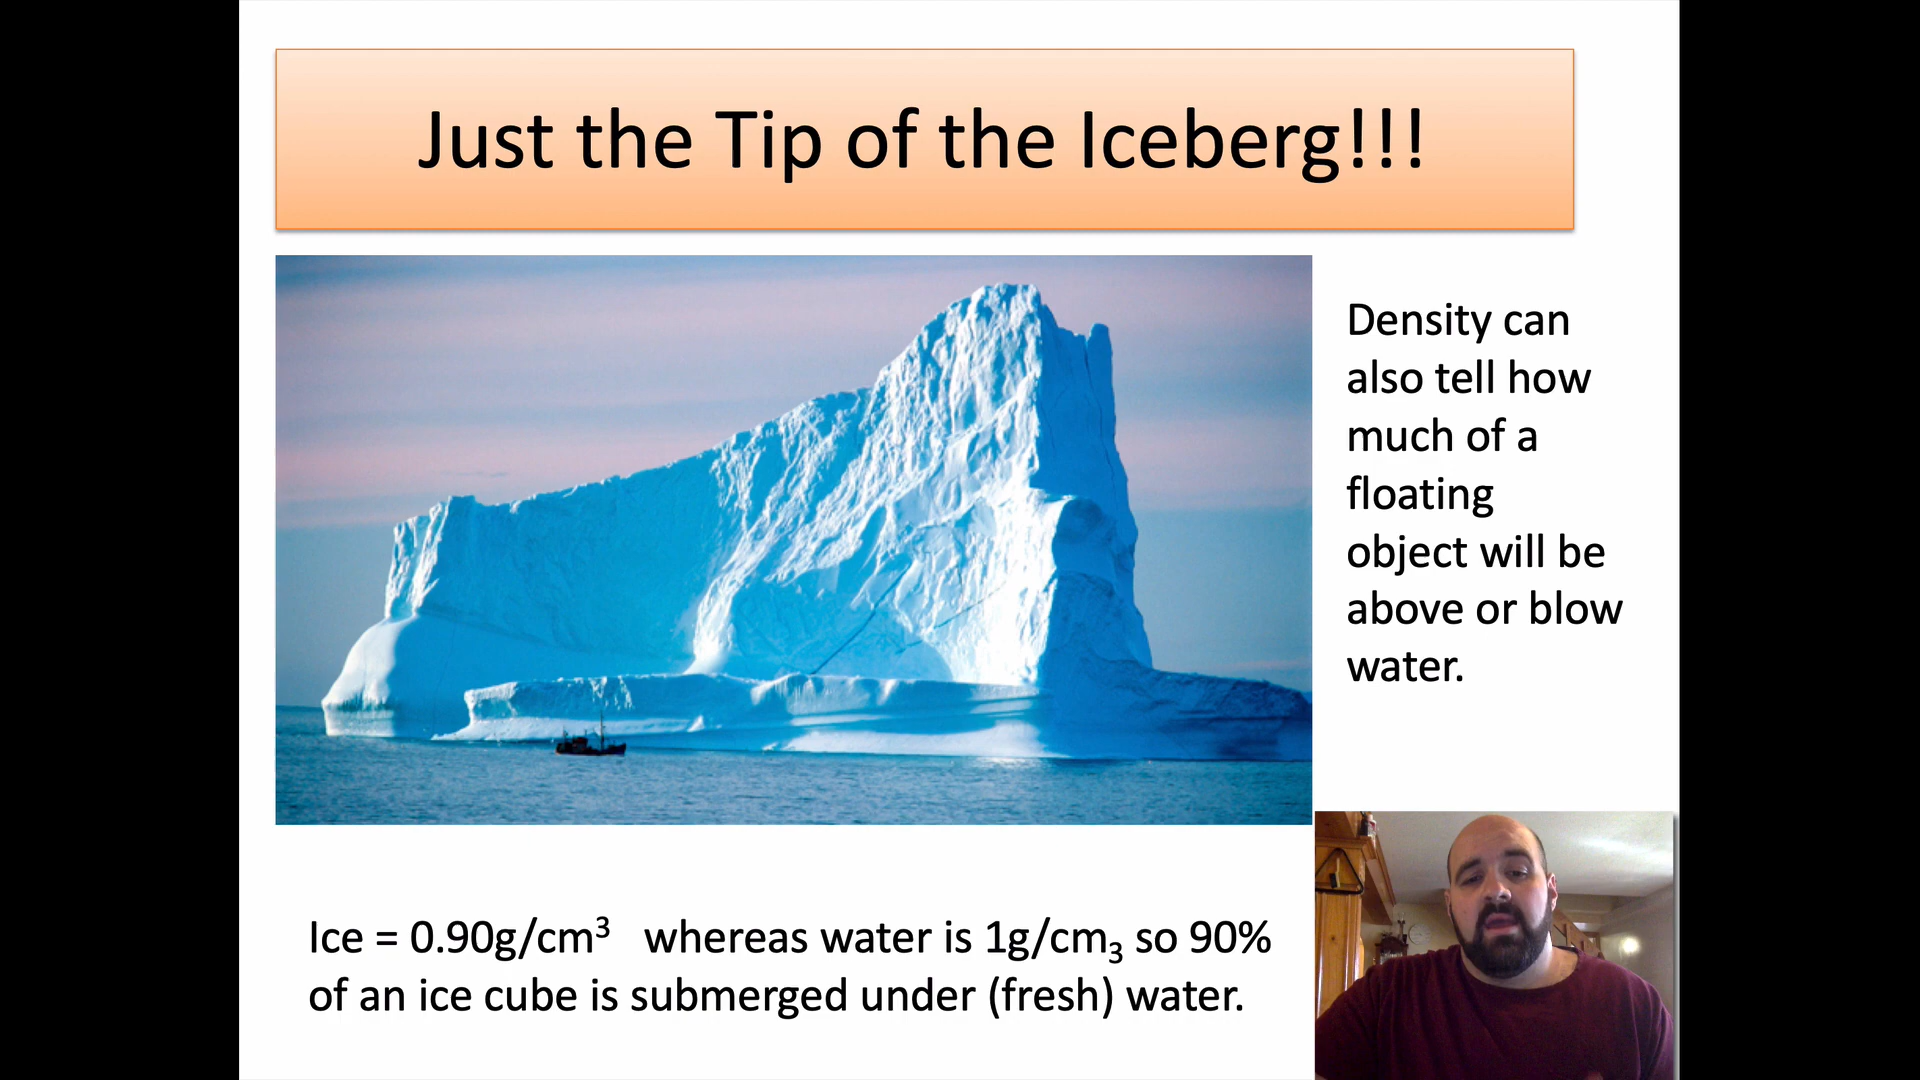 Just the Tip of the Iceberg!!!
Density can
also tell how
much of a
floating
object will be
above or blow
water.
Ice = 0.90g/cm³   whereas water is 1g/cm₃ so 90%
of an ice cube is submerged under (fresh) water.